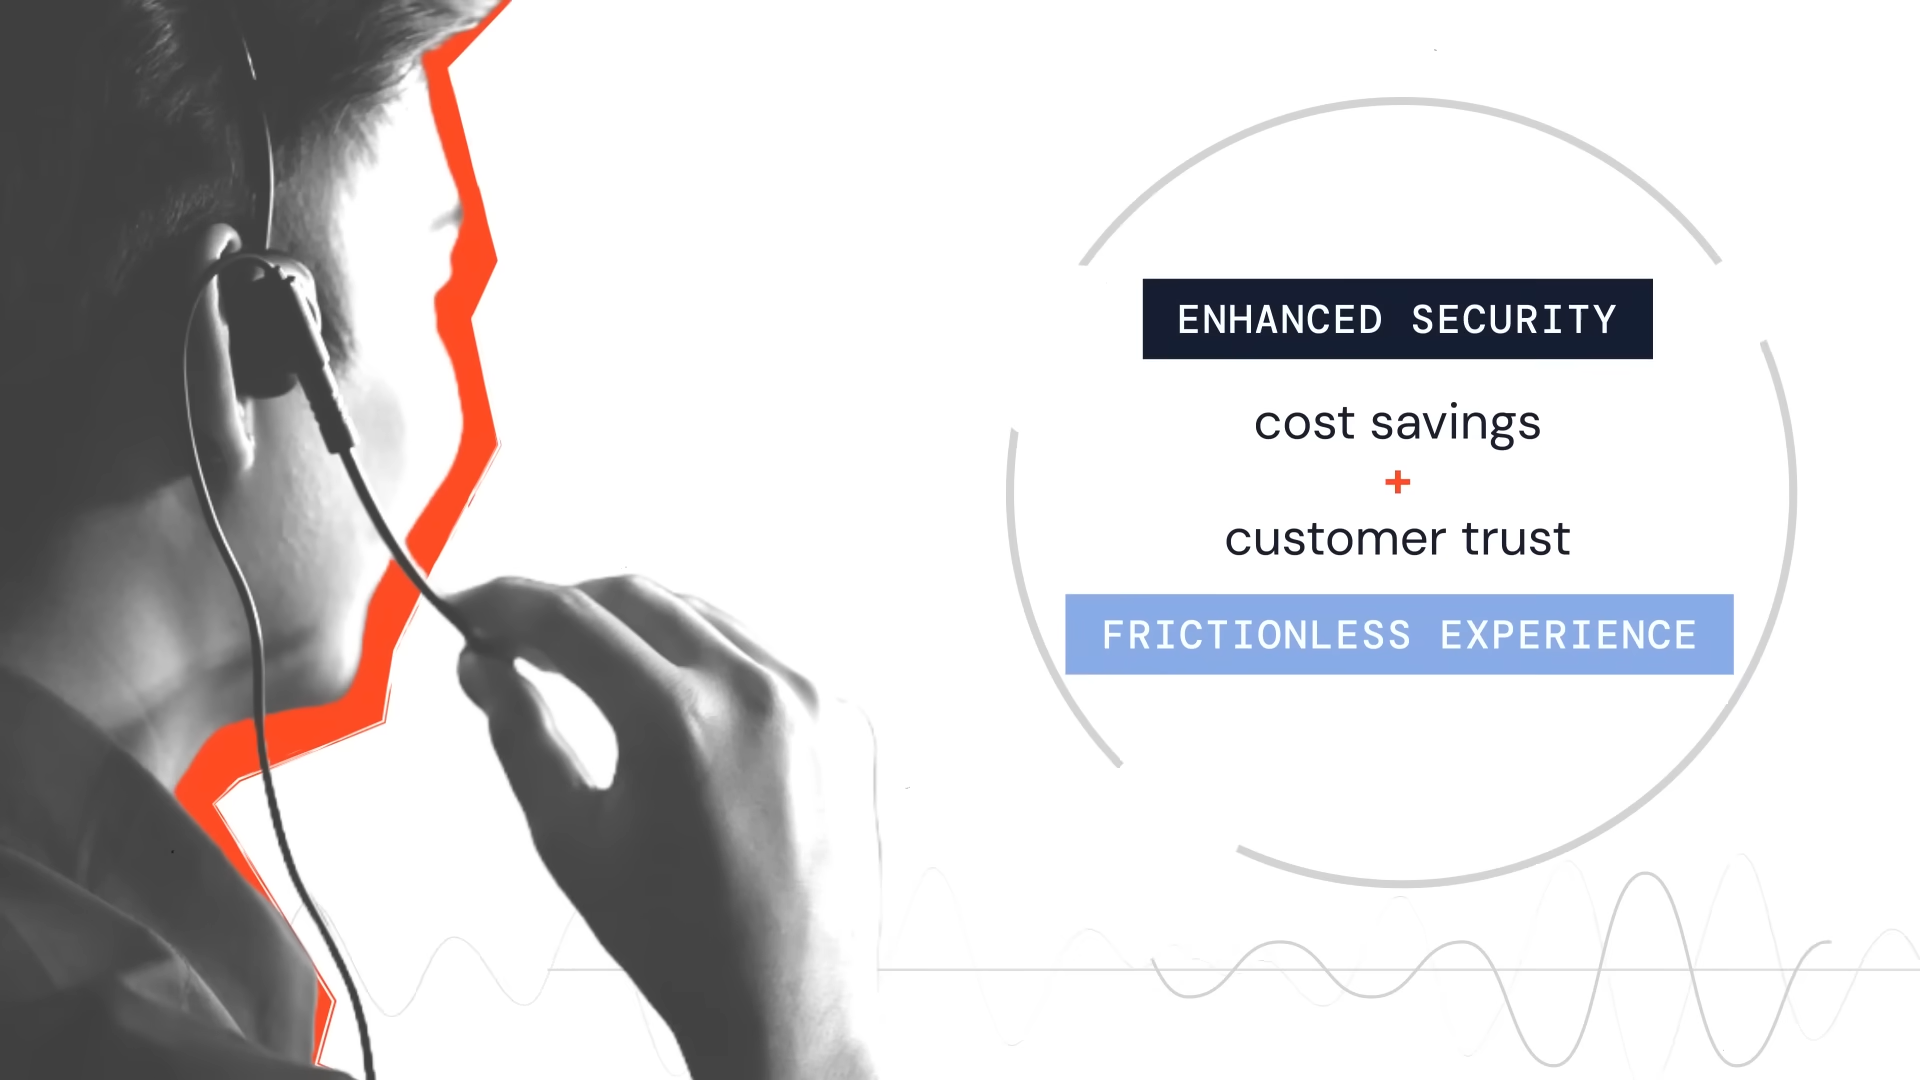 ENHANCED SECURITY
cost savings
+
customer trust
FRICTIONLESS EXPERIENCE